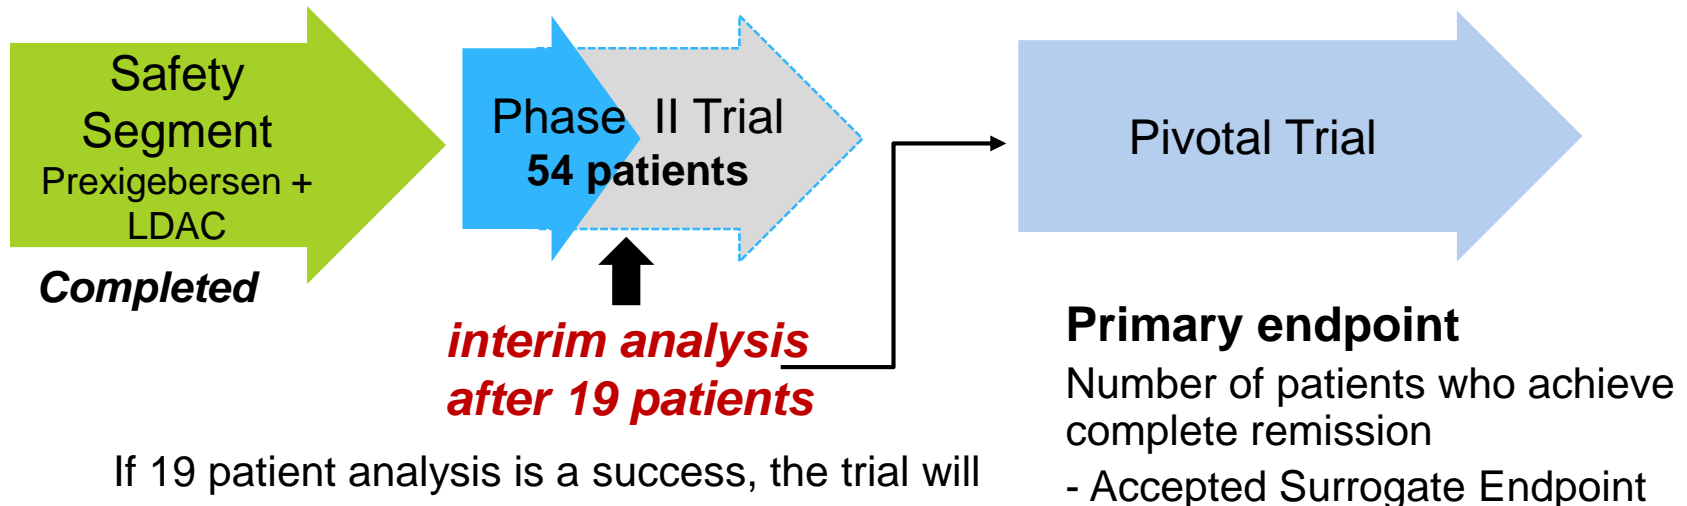 Safety
Segment
Prexigebersen +
LDAC
Completed
Phase II Trial
54 patients
interim analysis
after 19 patients
If 19 patient analysis is a success, the trial will
Pivotal Trial
Primary endpoint
Number of patients who achieve
complete remission
- Accepted Surrogate Endpoint